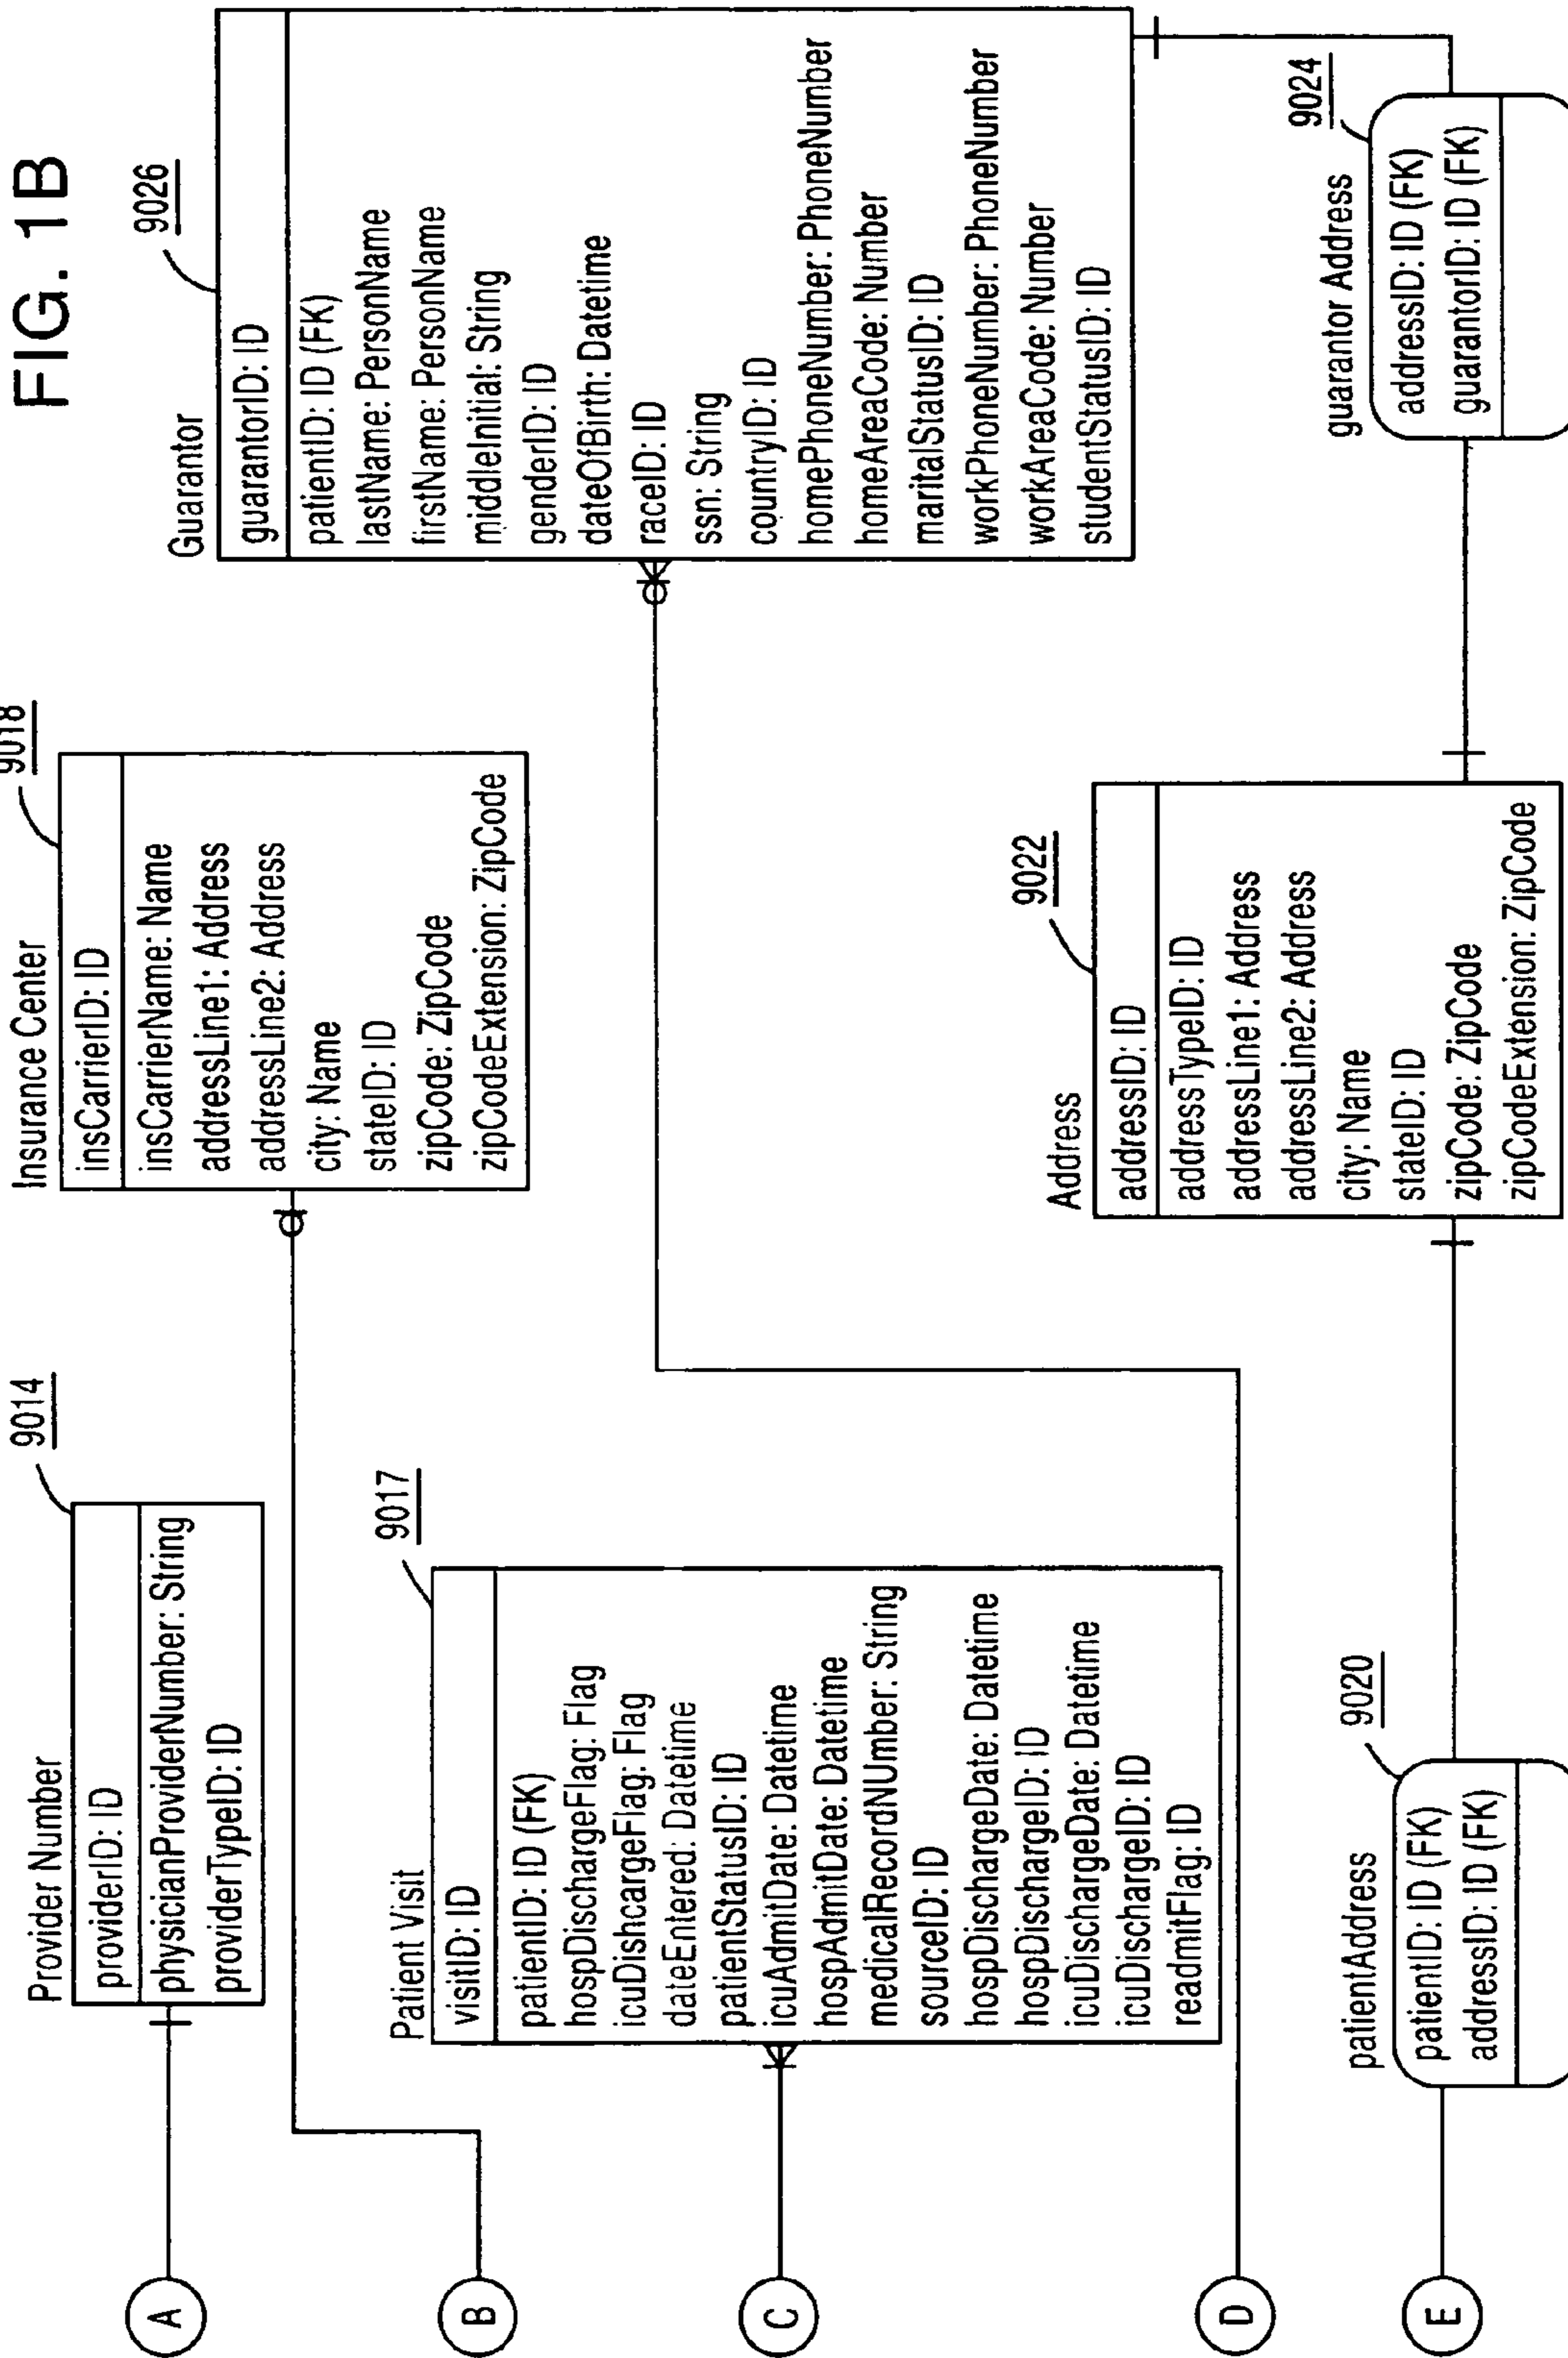 FIG. 1B
Provider Number
9014
providerID: ID
physicianProviderNumber: String
providerTypeID: ID
A
Insurance Center
9018
insCarrierID: ID
insCarrierName: Name
addressLine1: Address
addressLine2: Address
city: Name
stateID: ID
zipCode: ZipCode
zipCodeExtension: ZipCode
B
Guarantor
9026
guarantorID: ID
patientID: ID (FK)
lastName: PersonName
firstName: PersonName
middleInitial: String
genderID: ID
dateOfBirth: Datetime
raceID: ID
ssn: String
countryID: ID
homePhoneNumber: PhoneNumber
homeAreaCode: Number
maritalStatusID: ID
workPhoneNumber: PhoneNumber
workAreaCode: Number
studentStatusID: ID
Patient Visit
9017
visitID: ID
patientID: ID (FK)
hospDischargeFlag: Flag
icuDishcargeFlag: Flag
dateEntered: Datetime
patientStatusID: ID
icuAdmitDate: Datetime
hospAdmitDate: Datetime
medicalRecordNUmber: String
sourceID: ID
hospDischargeDate: Datetime
hospDischargeID: ID
icuDischargeDate: Datetime
icuDischargeID: ID
readmitFlag: ID
C
D
Address
9022
addressID: ID
addressTypeID: ID
addressLine1: Address
addressLine2: Address
city: Name
stateID: ID
zipCode: ZipCode
zipCodeExtension: ZipCode
patientAddress
9020
patientID: ID (FK)
addressID: ID (FK)
E
guarantor Address
9024
addressID: ID (FK)
guarantorID: ID (FK)